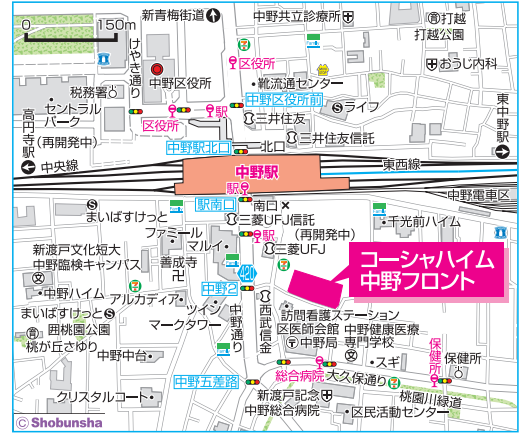 0 150m
新青梅街道
中野共立診療所
打越
打越公園
けやき通り
区役所
中野区役所
靴流通センター
おうじ内科
税務署
セントラル
パーク
(再開発中)
区役所
駅
中野区役所前
ライフ
三井住友
三井住友信託
高円寺駅
東中野駅
中野駅北口
北口
中央線
中野駅
東西線
駅
中野電車区
まいばすけっと
駅南口
南口
三菱UFJ信託
(再開発中)
千光前ハイム
ファミール
マルイ
駅
三菱UFJ
新渡戸文化短大
中野臨検キャンパス
善成寺
420
コーシャハイム
中野フロント
中野ハイム
アルカディア
中野2
ツイン
マークタワー
中野通り
西武信金
訪問看護ステーション
区医師会館
中野健康医療
専門学校
中野局
まいばすけっと
囲桃園公園
桃が丘さゆり
中野中台
スギ
保健所
保健所
総合病院
大久保通り
クリスタルコート
中野五差路
新渡戸記念
中野総合病院
桃園川緑道
区民活動センター
© Shobunsha